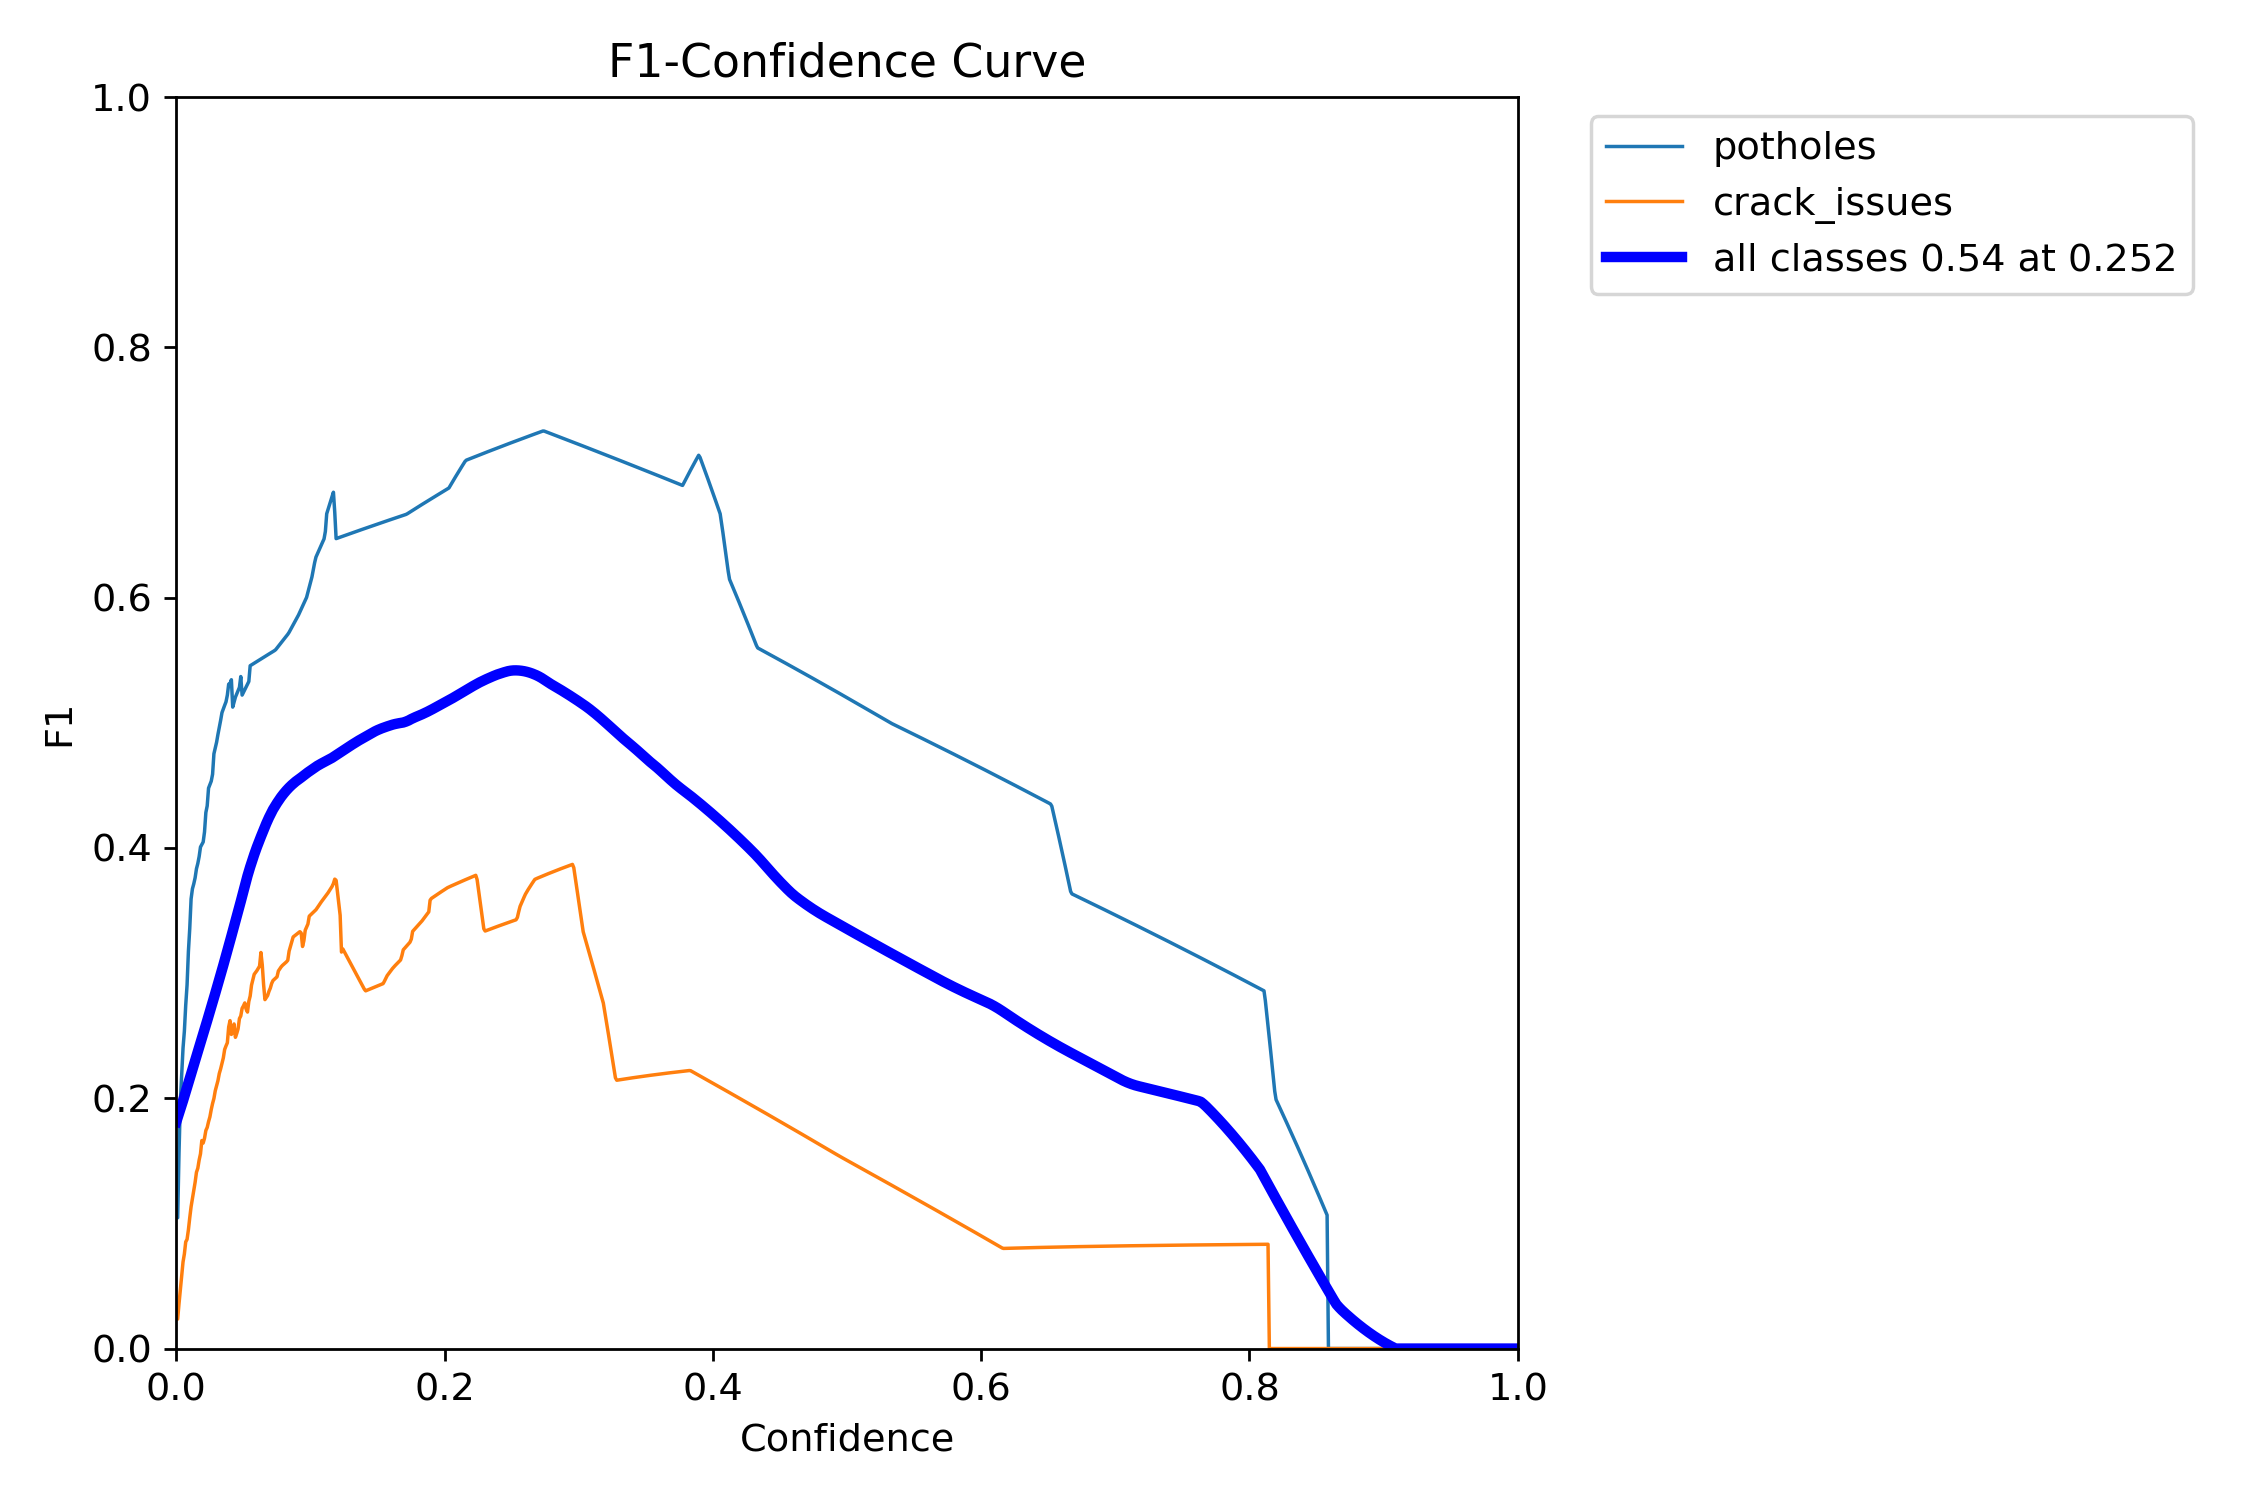 F1-Confidence Curve
1.0
0.8
0.6
0.4
0.2
0.0
F1
0.0 0.2 0.4 0.6 0.8 1.0
Confidence
potholes
crack_issues
all classes 0.54 at 0.252